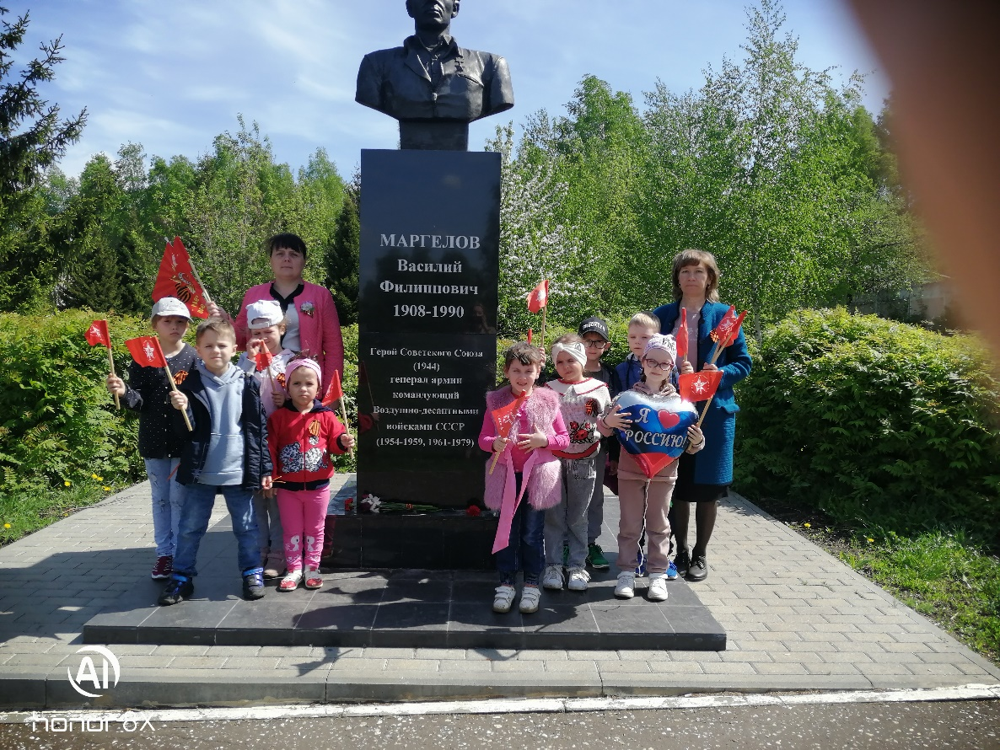 МАРГЕЛОВ
Василий
Филиппович
1908-1990
Герой Советского Союза
(1944)
генерал армии
командующий
Воздушно-десантными
войсками СССР
(1954-1959, 1961-1979)
Я
РОССИЮ!
AI
honor 8X